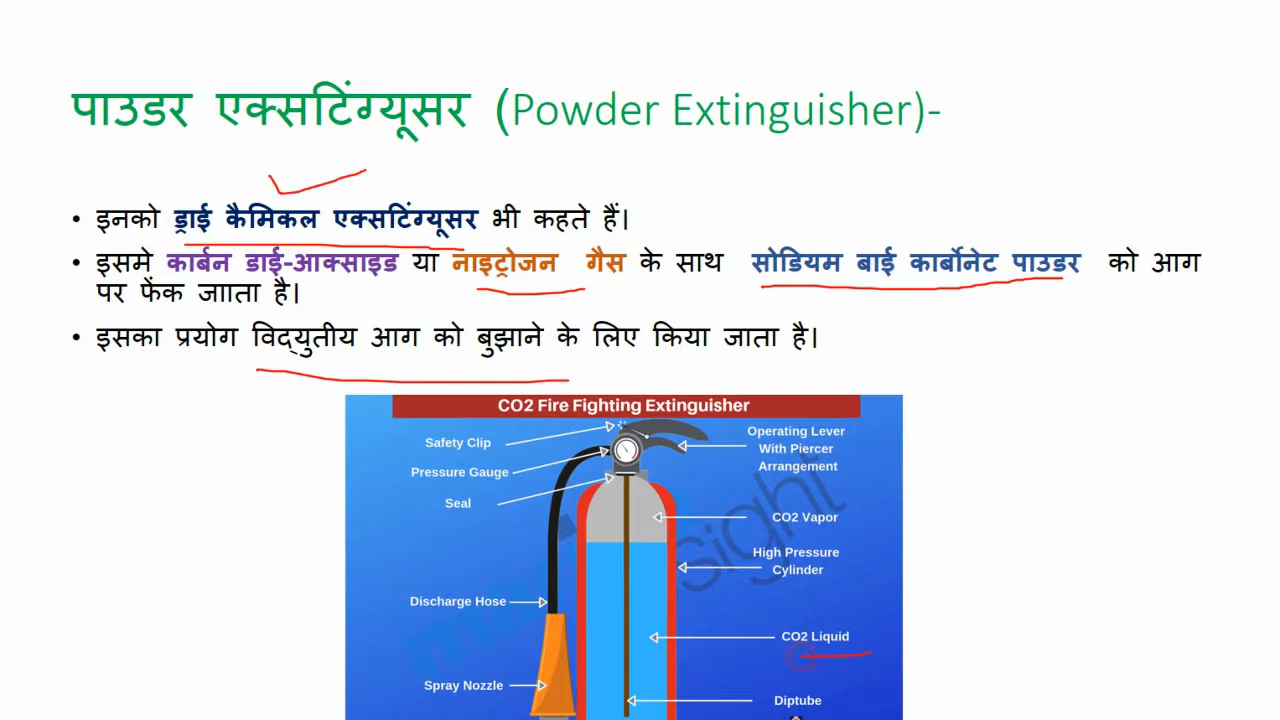 पाउडर एक्सटिंग्यूसर (Powder Extinguisher)-
• इनको ड्राई कैमिकल एक्सटिंग्यूसर भी कहते हैं।
• इसमे कार्बन डाई-आक्साइड या नाइट्रोजन गैस के साथ सोडियम बाई कार्बोनेट पाउडर को आग
पर फेंक जााता है।
• इसका प्रयोग विद्युतीय आग को बुझाने के लिए किया जाता है।
CO2 Fire Fighting Extinguisher
Safety Clip
Operating Lever
With Piercer
Arrangement
Pressure Gauge
Seal
CO2 Vapor
High Pressure
Cylinder
Discharge Hose
CO2 Liquid
Spray Nozzle
Diptube